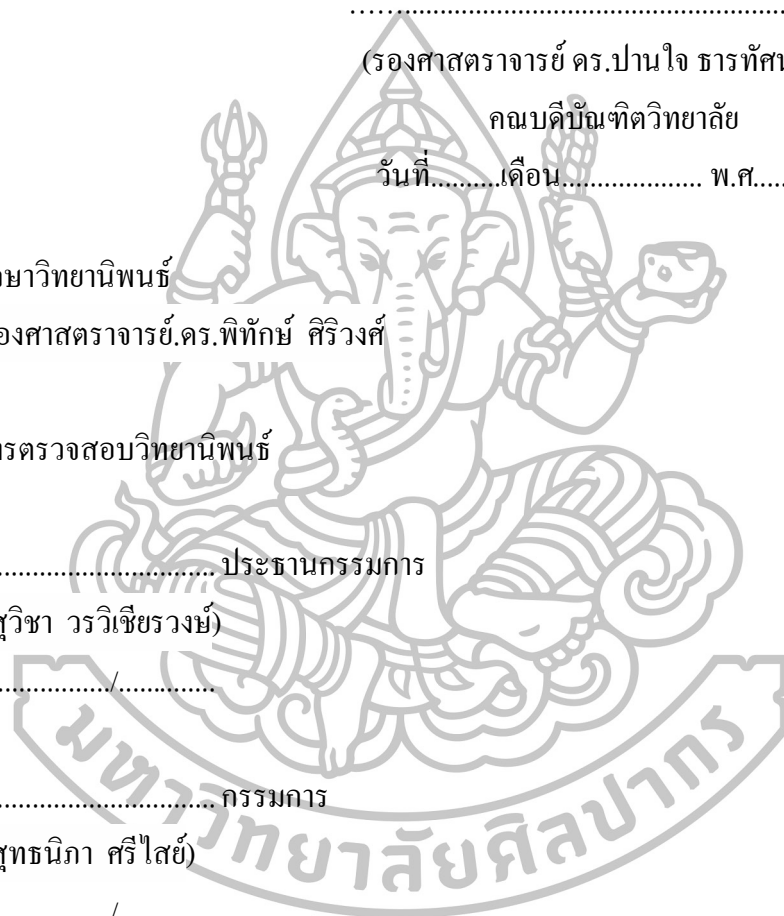 .....................................................
(รองศาสตราจารย์ ดร.ปานใจ ธารทัศน
คณบดีบัณฑิตวิทยาลัย
วันที่..........เดือน.................... พ.ศ.....
ษาวิทยานิพนธ์
องศาสตราจารย์.ดร.พิทักษ์ ศิริวงศ์
ารตรวจสอบวิทยานิพนธ์
................................ ประธานกรรมการ
สุวิชา วรวิเชียรวงษ์)
................/..............
................................ กรรมการ
สุทธนิภา ศรีไสย์)
................/..............
มหาวิทยาลัยศิลปากร